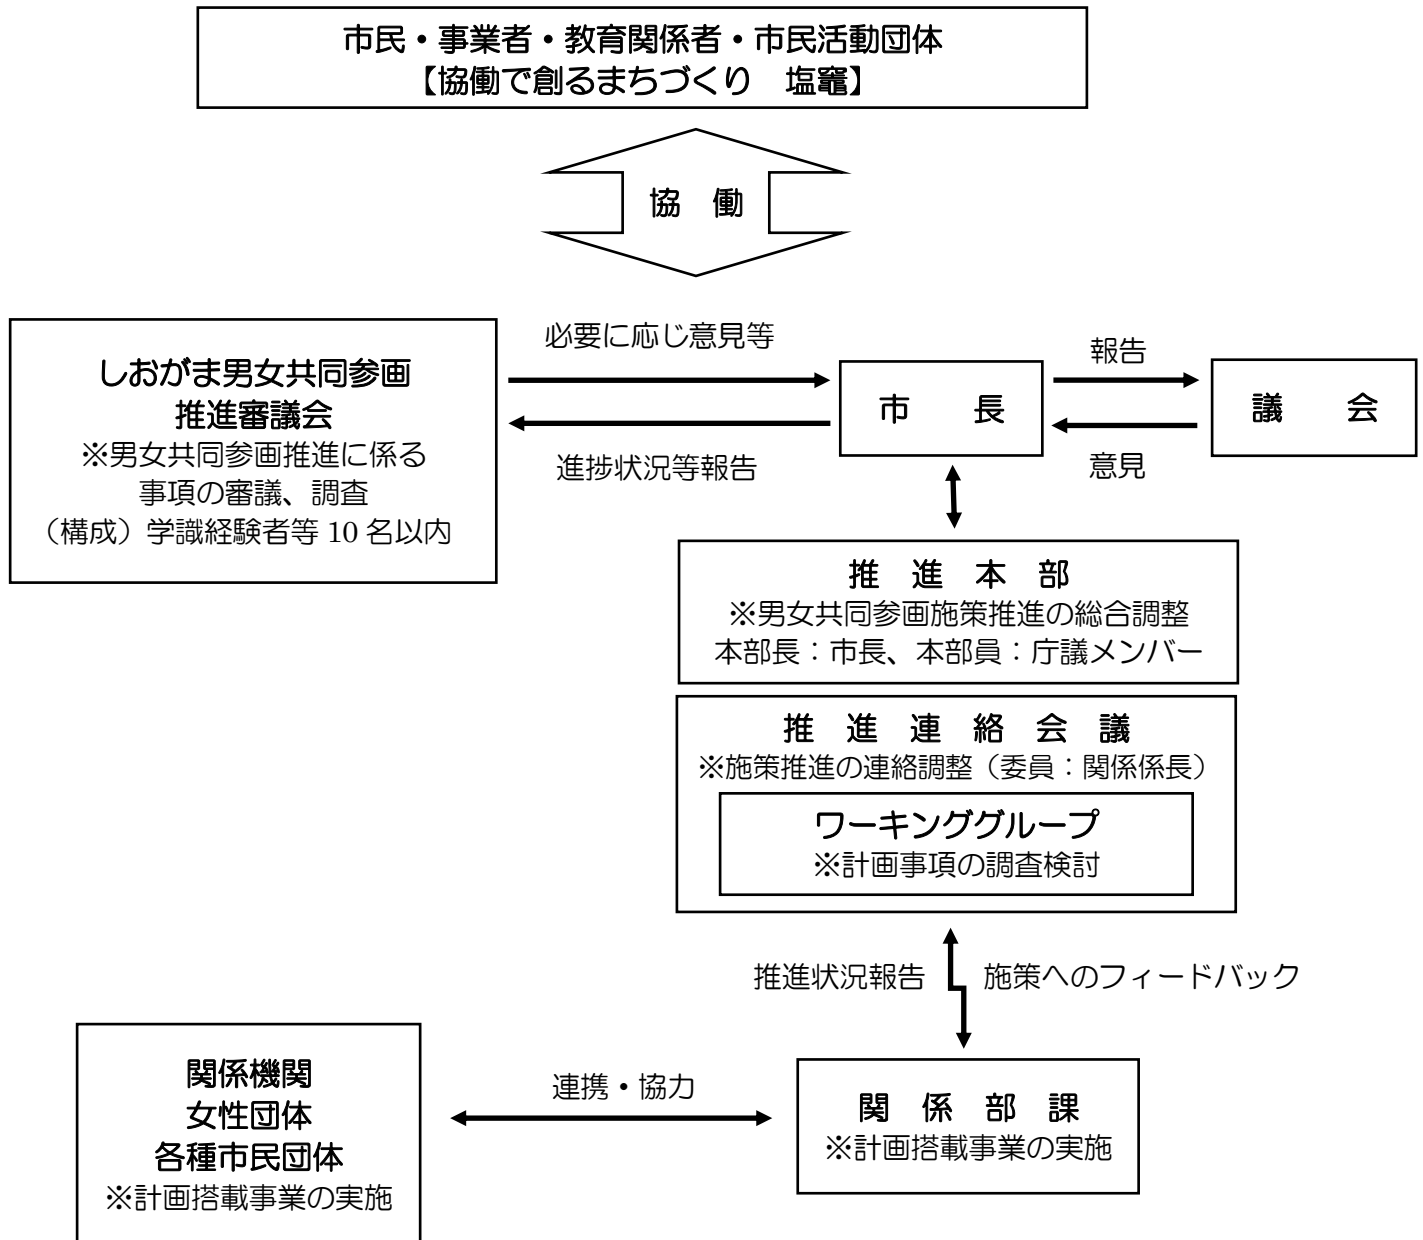 市民・事業者・教育関係者・市民活動団体
【協働で創るまちづくり　塩竈】
協　働
必要に応じ意見等
しおがま男女共同参画
推進審議会
※男女共同参画推進に係る
事項の審議、調査
（構成）学識経験者等 10 名以内
進捗状況等報告
市　　長
報告
意見
議　　会
推　進　本　部
※男女共同参画施策推進の総合調整
本部長：市長、本部員：庁議メンバー
推　進　連　絡　会　議
※施策推進の連絡調整（委員：関係係長）
ワーキンググループ
※計画事項の調査検討
推進状況報告
施策へのフィードバック
関係機関
女性団体
各種市民団体
※計画搭載事業の実施
連携・協力
関　係　部　課
※計画搭載事業の実施